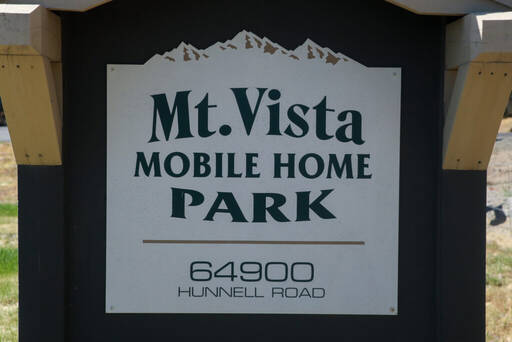 Mt. Vista
MOBILE HOME
PARK
64900
HUNNELL ROAD